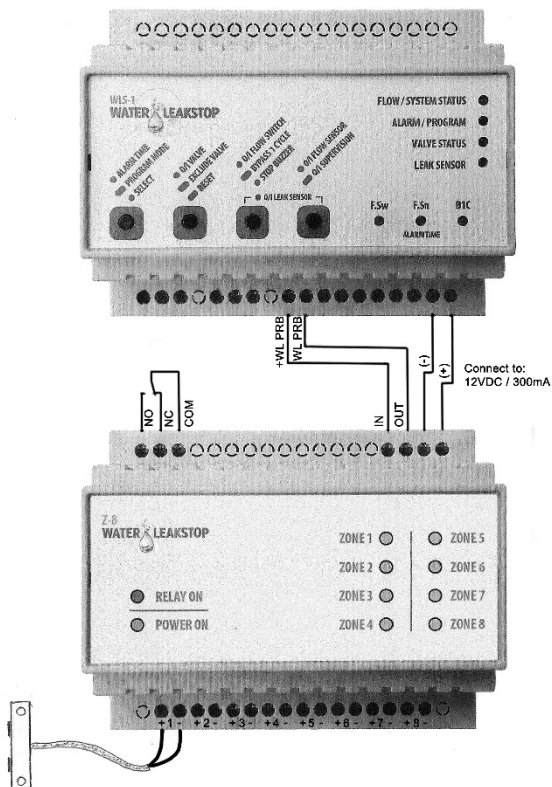 WLS-1
WATER LEAKSTOP
FLOW / SYSTEM STATUS
ALARM / PROGRAM
VALVE STATUS
LEAK SENSOR
ALARM TIME
PROGRAM MODE
SELECT
O/I VALVE
EXCLUDE VALVE
RESET
O/I FLOW SWITCH
BYPASS 1 CYCLE
STOP BUZZER
O/I FLOW SENSOR
O/I SUPERVISION
O/I LEAK SENSOR
F.Sw F.Sn B1C
ALARM TIME
+WL PRB
WL PRB
(-)
(+)
Connect to:
12VDC / 300mA
NO
NC
COM
IN
OUT
Z-8
WATER LEAKSTOP
RELAY ON
POWER ON
ZONE 1
ZONE 2
ZONE 3
ZONE 4
ZONE 5
ZONE 6
ZONE 7
ZONE 8
+1- +2- +3- +4- +5- +6- +7- +8-